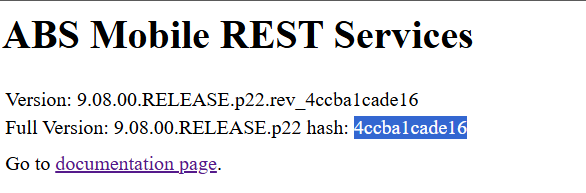 ABS Mobile REST Services
Version: 9.08.00.RELEASE.p22.rev_4ccba1cade16
Full Version: 9.08.00.RELEASE.p22 hash: 4ccba1cade16
Go to documentation page.